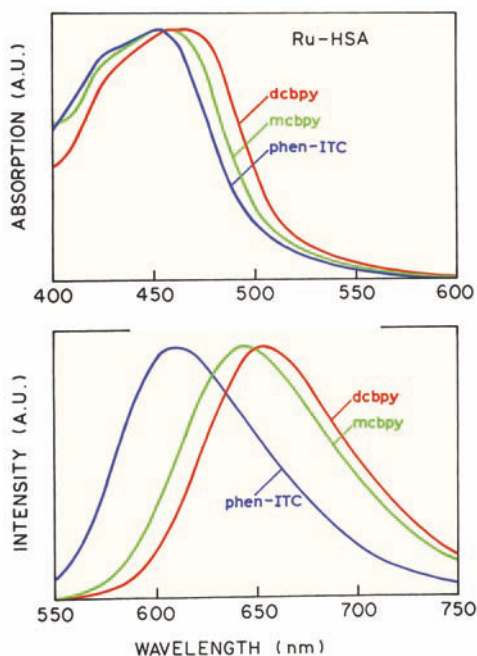 Ru-HSA
dcbpy
mcbpy
phen-ITC
ABSORPTION (A.U.)
400 450 500 550 600
dcbpy
mcbpy
phen-ITC
INTENSITY (A.U.)
550 600 650 700 750
WAVELENGTH (nm)